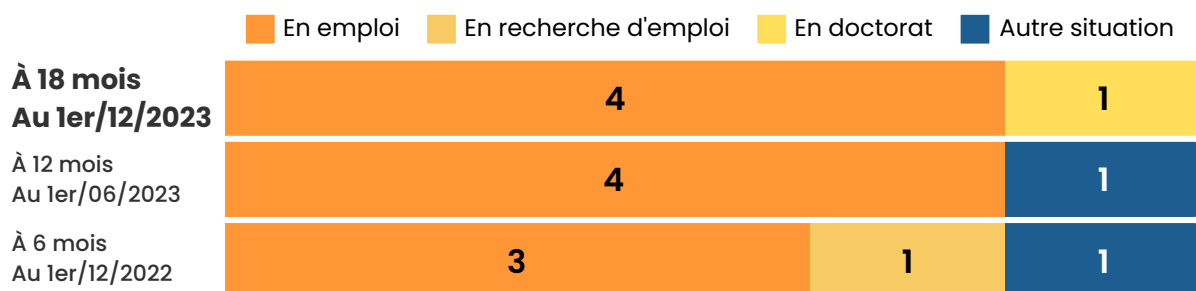 En emploi En recherche d'emploi En doctorat Autre situation
À 18 mois
Au 1er/12/2023
4 1
À 12 mois
Au 1er/06/2023
4 1
À 6 mois
Au 1er/12/2022
3 1 1